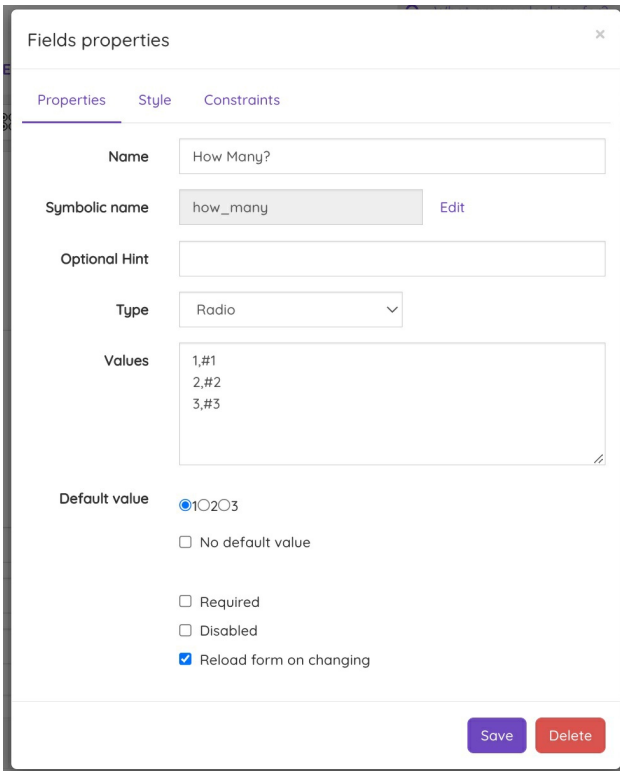 Fields properties ×
Properties Style Constraints
Name How Many?
Symbolic name how_many Edit
Optional Hint
Type Radio
Values 1,#1
2,#2
3,#3
Default value 1 2 3
No default value
Required
Disabled
Reload form on changing
Save Delete